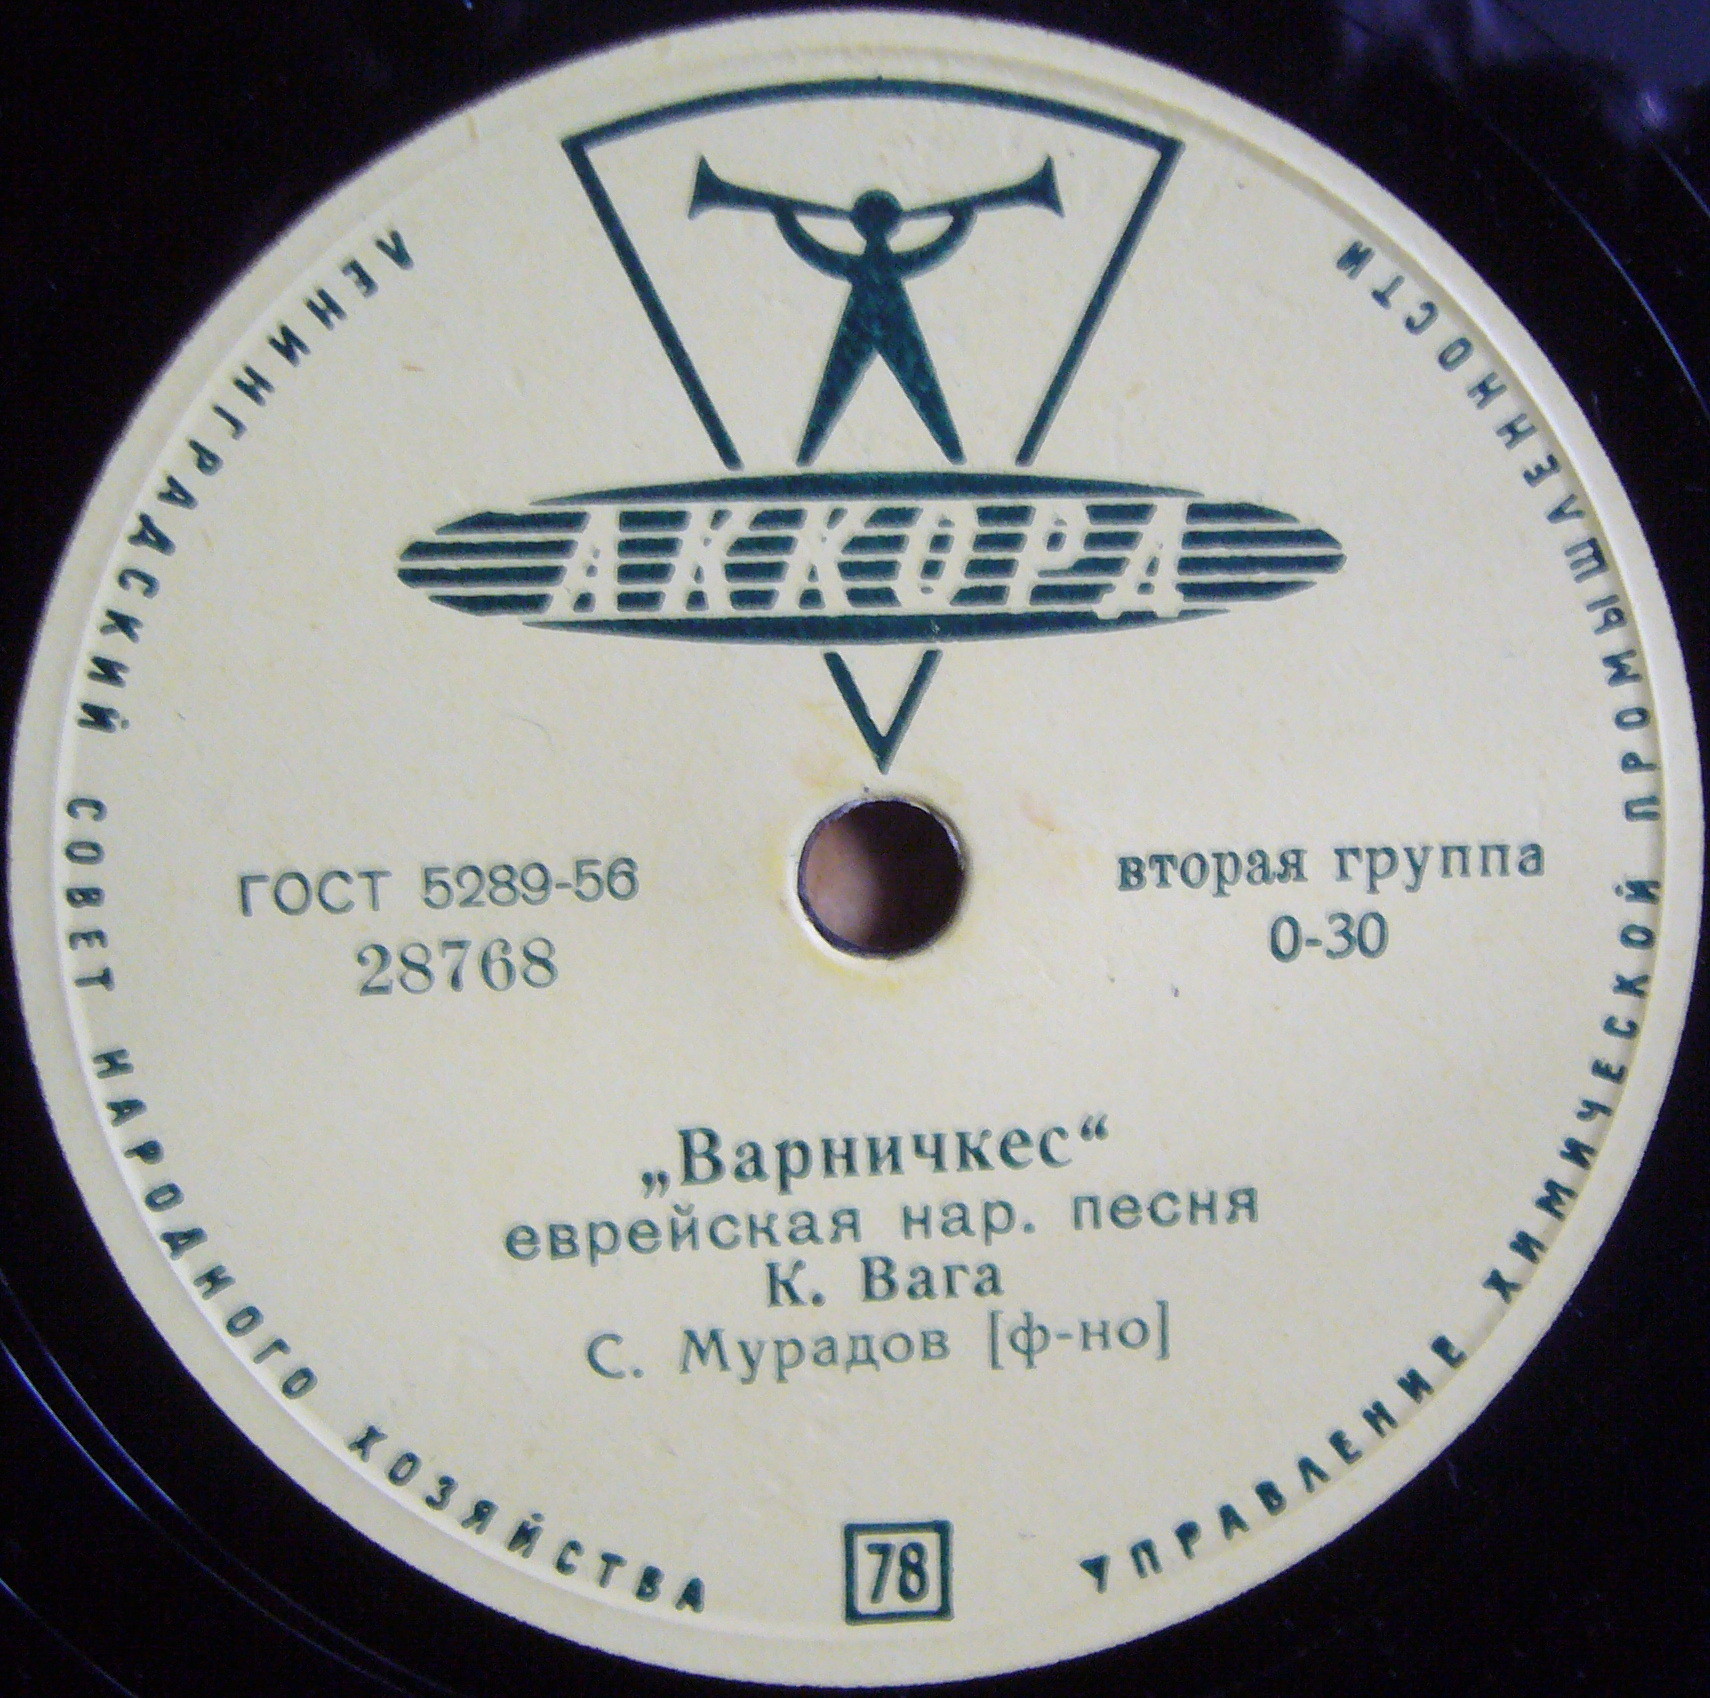 АККОРД
ЛЕНИНГРАДСКИЙ СОВЕТ НАРОДНОГО ХОЗЯЙСТВА
УПРАВЛЕНИЕ ХИМИЧЕСКОЙ ПРОМЫШЛЕННОСТИ
ГОСТ 5289-56
28768
вторая группа
0-30
„Варничкес“
еврейская нар. песня
К. Вага
С. Мурадов [ф-но]
78